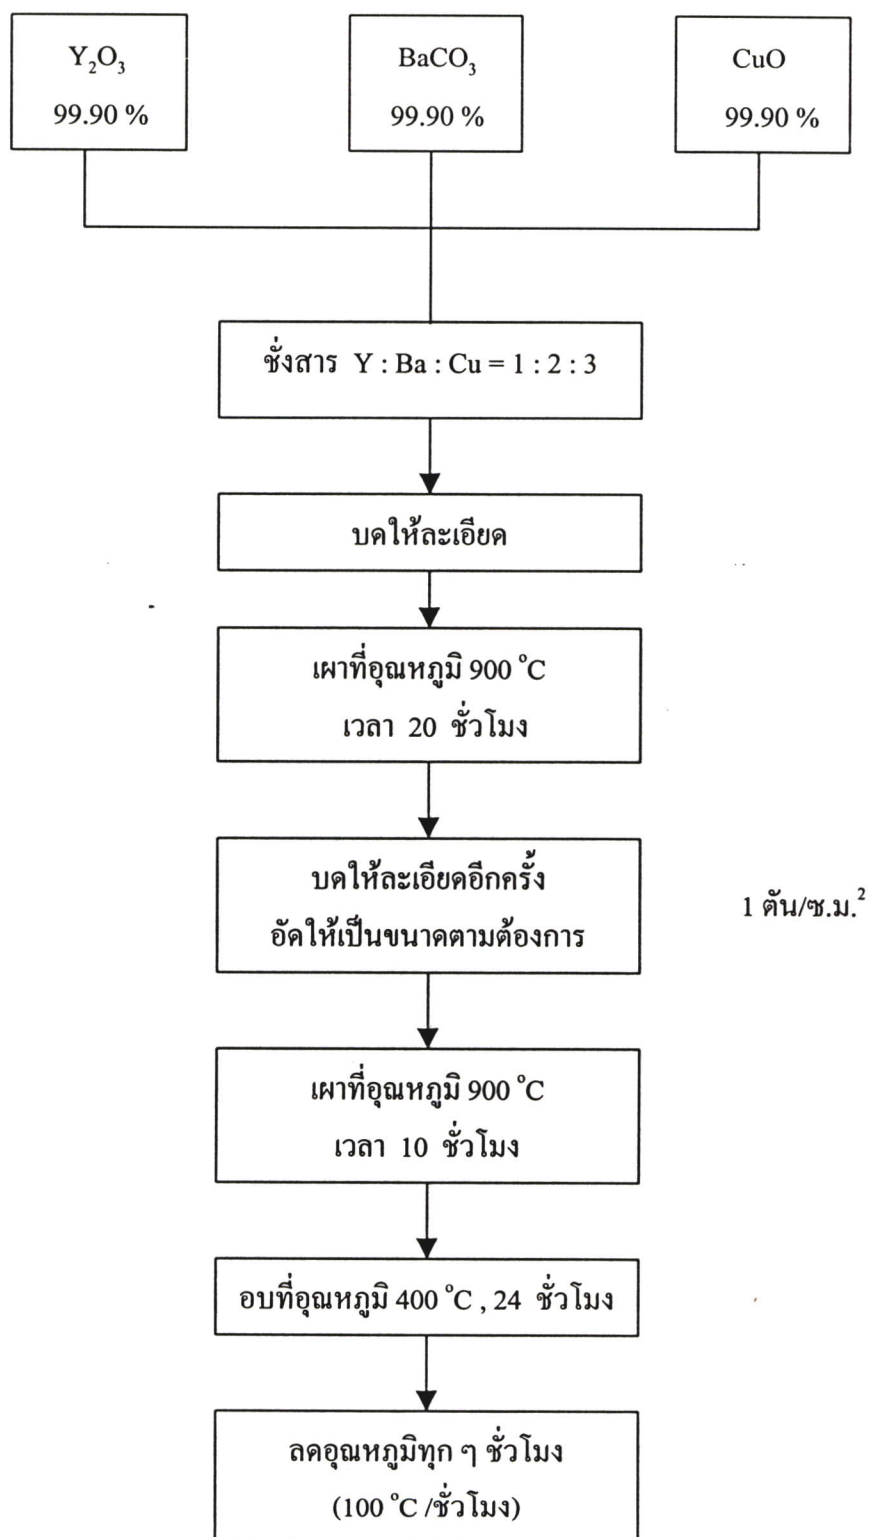 Y₂O₃
99.90 %
BaCO₃
99.90 %
CuO
99.90 %
ชั่งสาร Y : Ba : Cu = 1 : 2 : 3
บดให้ละเอียด
เผาที่อุณหภูมิ 900 °C
เวลา 20 ชั่วโมง
บดให้ละเอียดอีกครั้ง
อัดให้เป็นขนาดตามต้องการ
1 ตัน/ซ.ม.²
เผาที่อุณหภูมิ 900 °C
เวลา 10 ชั่วโมง
อบที่อุณหภูมิ 400 °C , 24 ชั่วโมง
ลดอุณหภูมิทุก ๆ ชั่วโมง
(100 °C /ชั่วโมง)